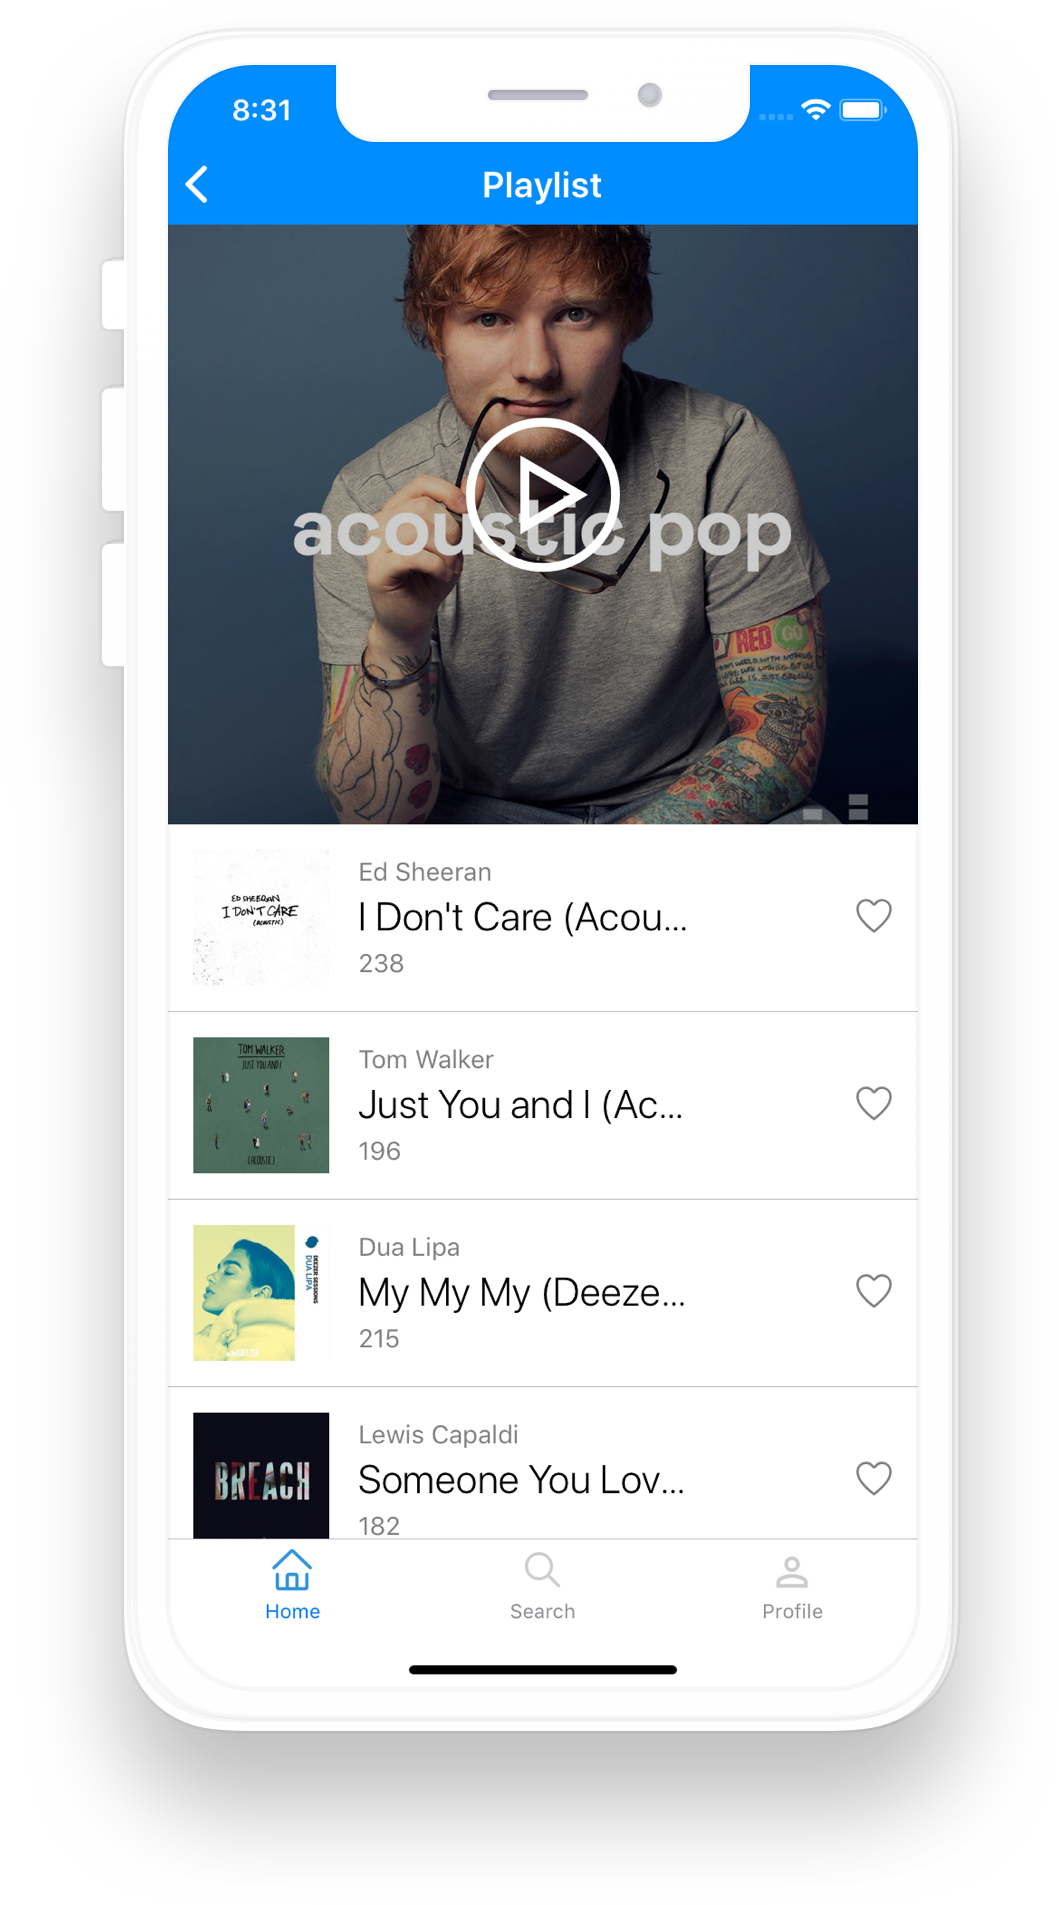 8:31
Playlist
acoustic pop
RED
GO
Ed Sheeran
ED SHEERAN
I DON'T CARE
(ACOUSTIC)
I Don't Care (Acou...
238
Tom Walker
TOM WALKER
JUST YOU AND I
(ACOUSTIC)
Just You and I (Ac...
196
Dua Lipa
DEEZER SESSIONS
DUA LIPA
My My My (Deeze...
215
Lewis Capaldi
BREACH
Someone You Lov...
182
Home
Search
Profile